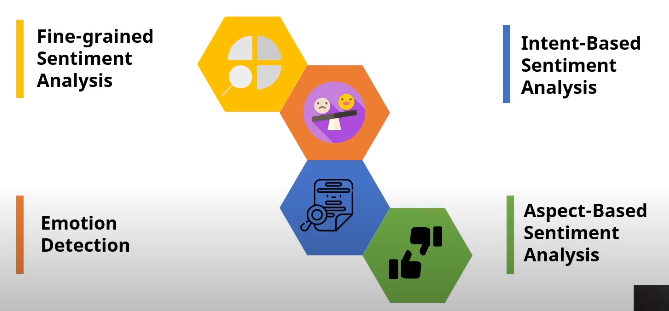 Fine-grained
Sentiment
Analysis
Intent-Based
Sentiment
Analysis
Emotion
Detection
Aspect-Based
Sentiment
Analysis